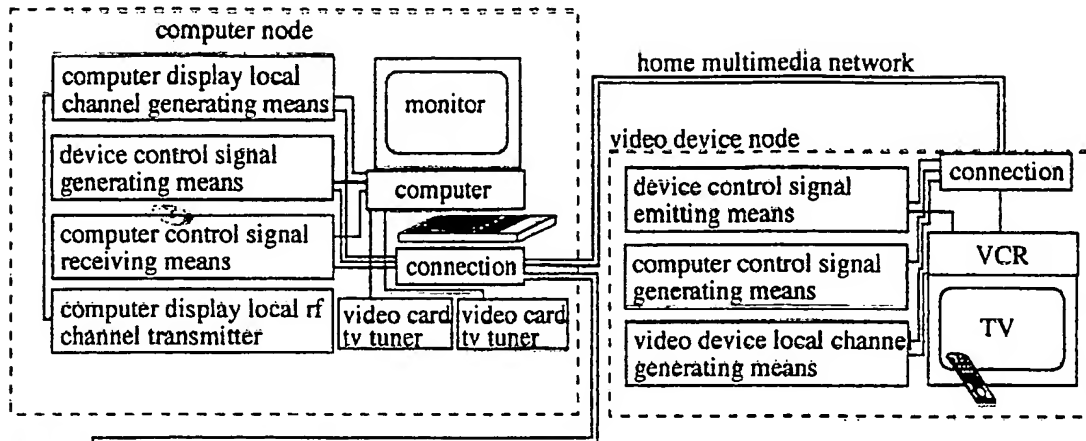 computer node
computer display local
channel generating means
device control signal
generating means
computer control signal
receiving means
computer display local rf
channel transmitter
monitor
computer
connection
video card
tv tuner
video card
tv tuner
home multimedia network
video device node
connection
device control signal
emitting means
computer control signal
generating means
video device local channel
generating means
VCR
TV